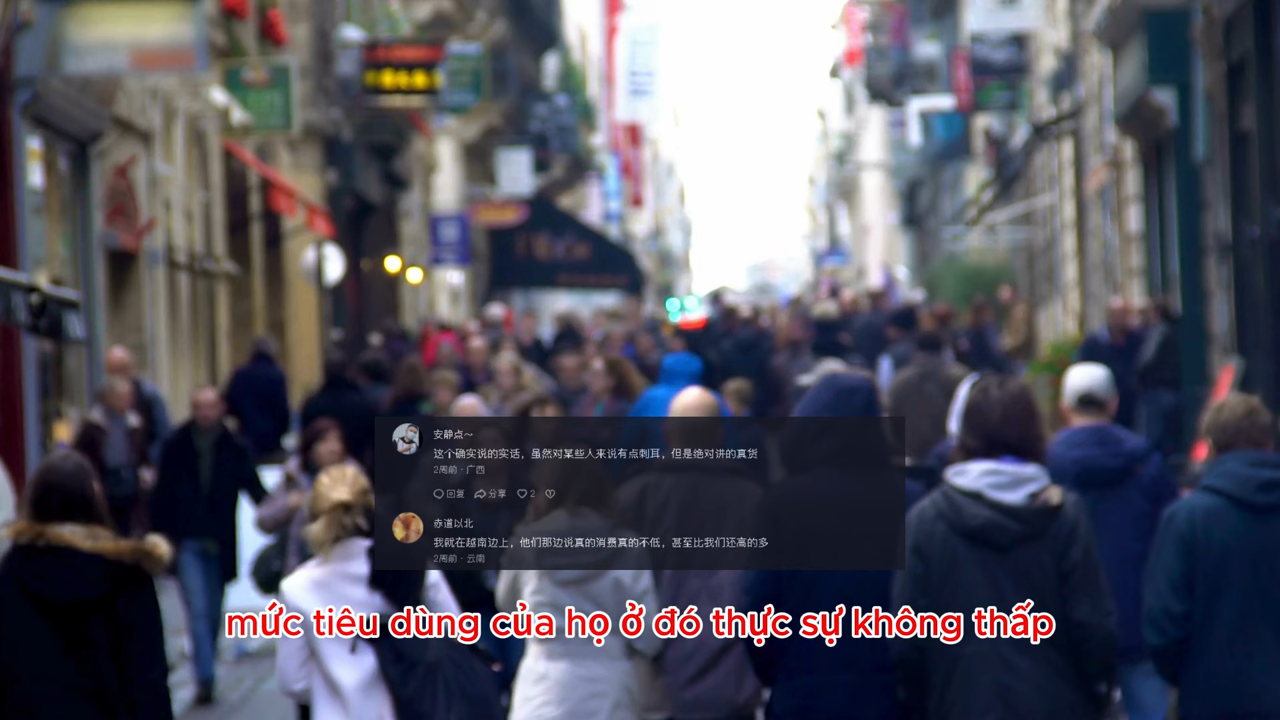 安静点～
这个确实说的实话，虽然对某些人来说有点刺耳，但是绝对讲的真货
2周前·广西
回复 分享 2
赤道以北
我就在越南边上，他们那边说真的消费真的不低，甚至比我们还高的多
2周前·云南
mức tiêu dùng của họ ở đó thực sự không thấp